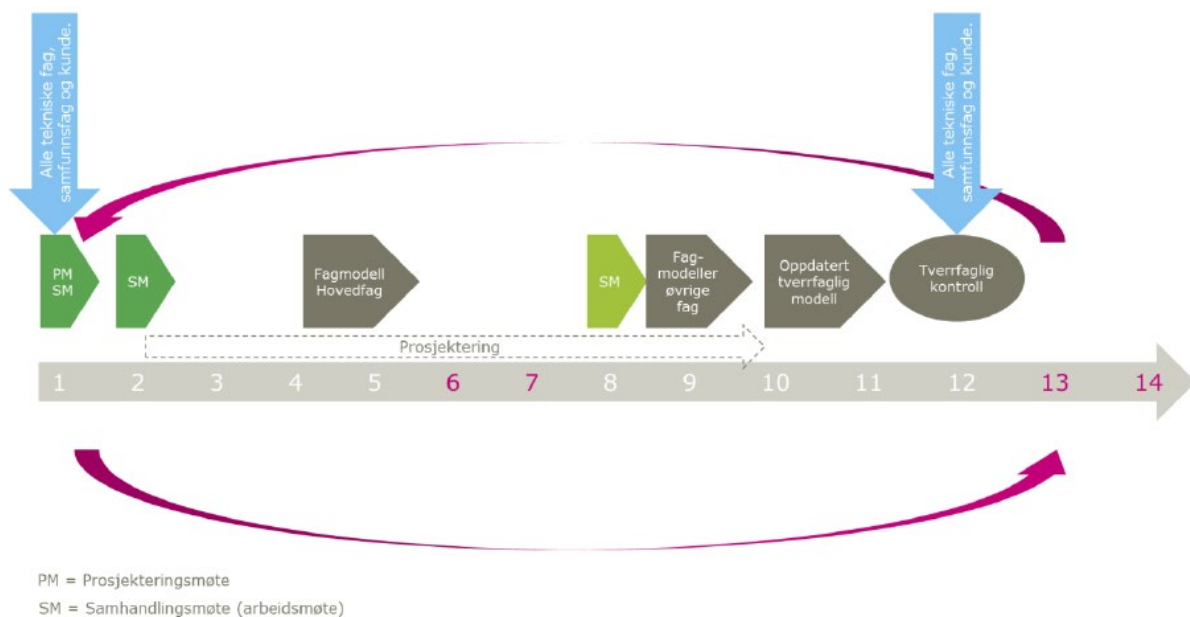 Alle tekniske fag,
samfunnsfag og kunde.
Alle tekniske fag,
samfunnsfag og kunde.
PM
SM
SM
Fagmodell
Hovedfag
SM
Fag-
modeller
øvrige
fag
Oppdatert
tverrfaglig
modell
Tverrfaglig
kontroll
Prosjektering
1 2 3 4 5 6 7 8 9 10 11 12 13 14
PM = Prosjekteringsmøte
SM = Samhandlingsmøte (arbeidsmøte)